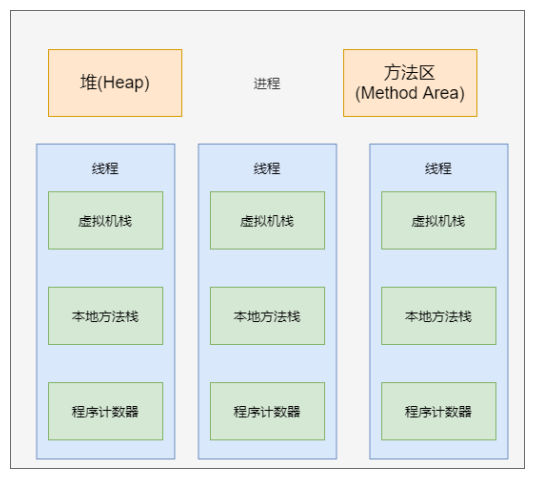 堆(Heap)
进程
方法区
(Method Area)
线程
虚拟机栈
本地方法栈
程序计数器
线程
虚拟机栈
本地方法栈
程序计数器
线程
虚拟机栈
本地方法栈
程序计数器